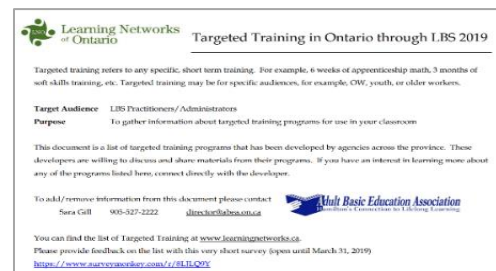 Learning Networks
of Ontario
Targeted Training in Ontario through LBS 2019
Targeted training refers to any specific, short term training. For example, 6 weeks of apprenticeship math, 3 months of
soft skills training, etc. Targeted training may be for specific audiences, for example, OW, youth, or older workers.
Target Audience LBS Practitioners/Administrators
Purpose To gather information about targeted training programs for use in your classroom
This document is a list of targeted training programs that has been developed by agencies across the province. These
developers are willing to discuss and share materials from their programs. If you have an interest in learning more about
any of the programs listed here, connect directly with the developer.
To add/remove information from this document please contact
Sara Gill 905-527-2222 director@abea.on.ca
Adult Basic Education Association
Hamilton's Connection to Lifelong Learning
You can find the list of Targeted Training at www.learningnetworks.ca.
Please provide feedback on the list with this very short survey (open until March 31, 2019)
https://www.surveymonkey.com/r/8LJLQ9Y